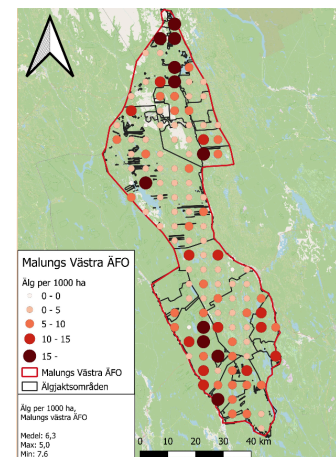 Malungs Västra ÄFO
Älg per 1000 ha
0 - 0
0 - 5
5 - 10
10 - 15
15 -
Malungs Västra ÄFO
Älgjaktsområden
Älg per 1000 ha,
Malungs västra ÄFO
Medel: 6,3
Max: 5,0
Min: 7,6
0 10 20 30 40 km